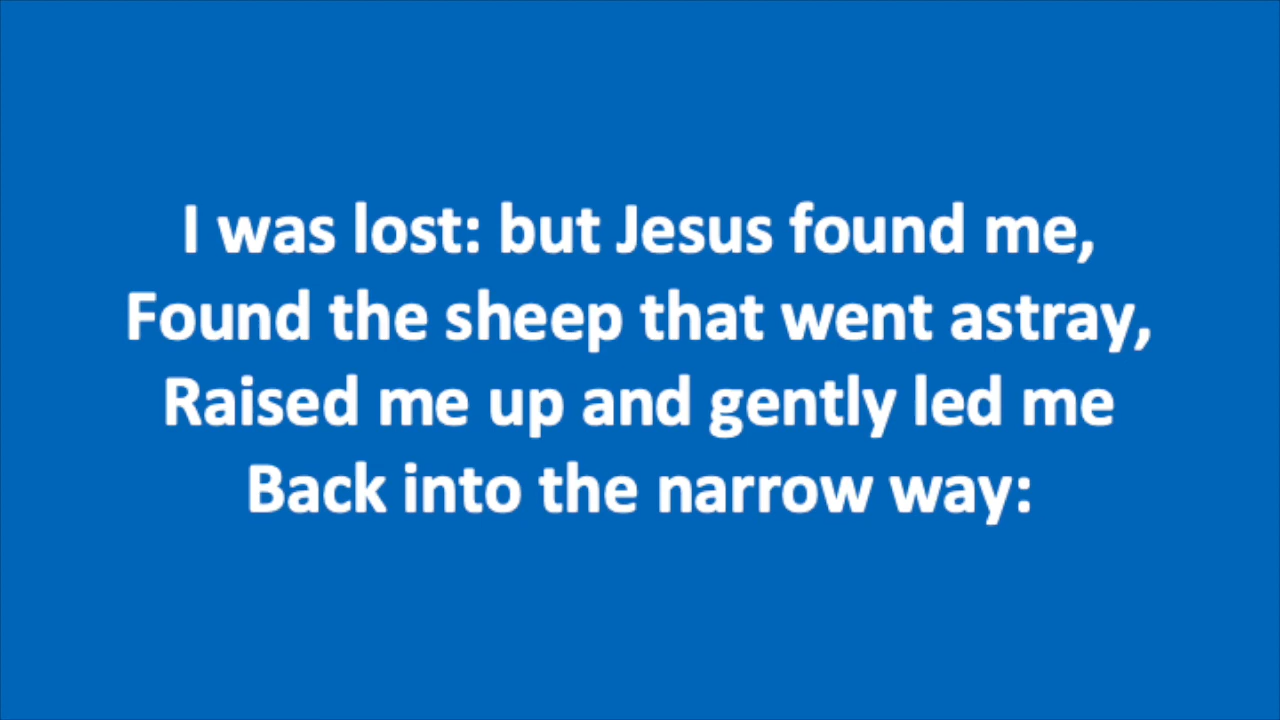 I was lost: but Jesus found me,
Found the sheep that went astray,
Raised me up and gently led me
Back into the narrow way: